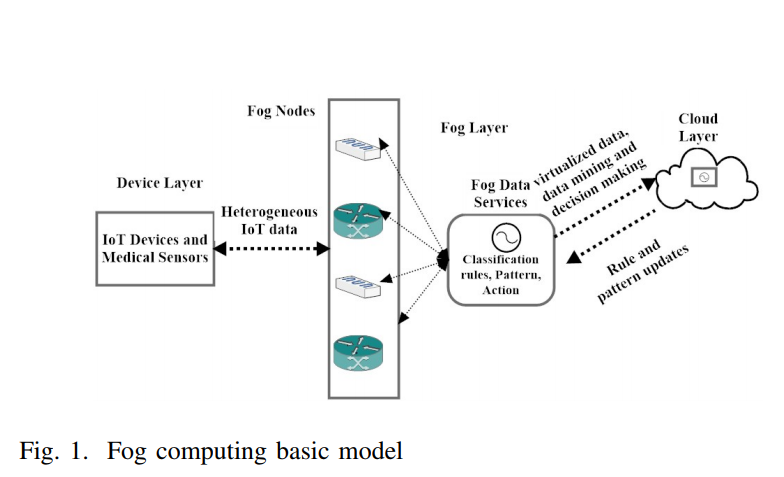 Fog Nodes
Fog Layer
Cloud
Layer
Device Layer
IoT Devices and
Medical Sensors
Heterogeneous
IoT data
Fog Data
Services
Classification
rules, Pattern,
Action
virtualized data,
data mining and
decision making
Rule and
pattern updates
Fig. 1. Fog computing basic model